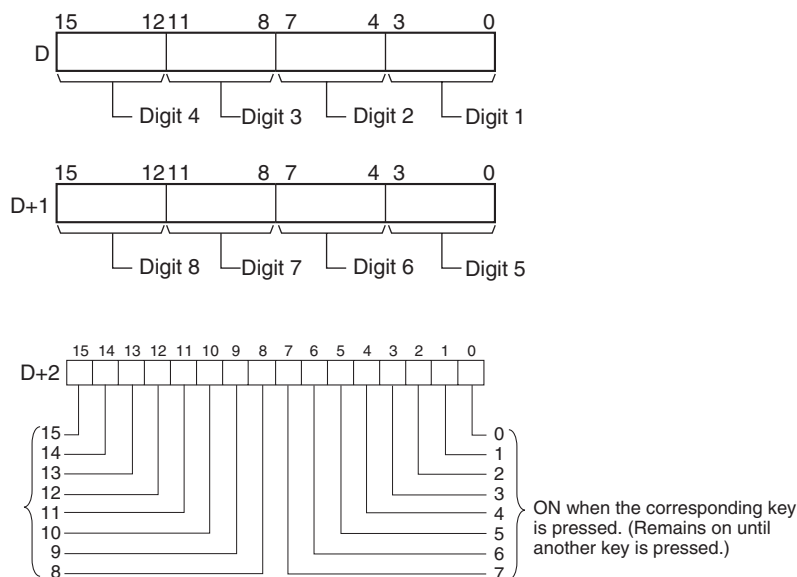 15 12 11 8 7 4 3 0
D
Digit 4 Digit 3 Digit 2 Digit 1
15 12 11 8 7 4 3 0
D+1
Digit 8 Digit 7 Digit 6 Digit 5
15 14 13 12 11 10 9 8 7 6 5 4 3 2 1 0
D+2
15 0
14 1
13 2
12 3
11 4
10 5
9 6
8 7
ON when the corresponding key
is pressed. (Remains on until
another key is pressed.)